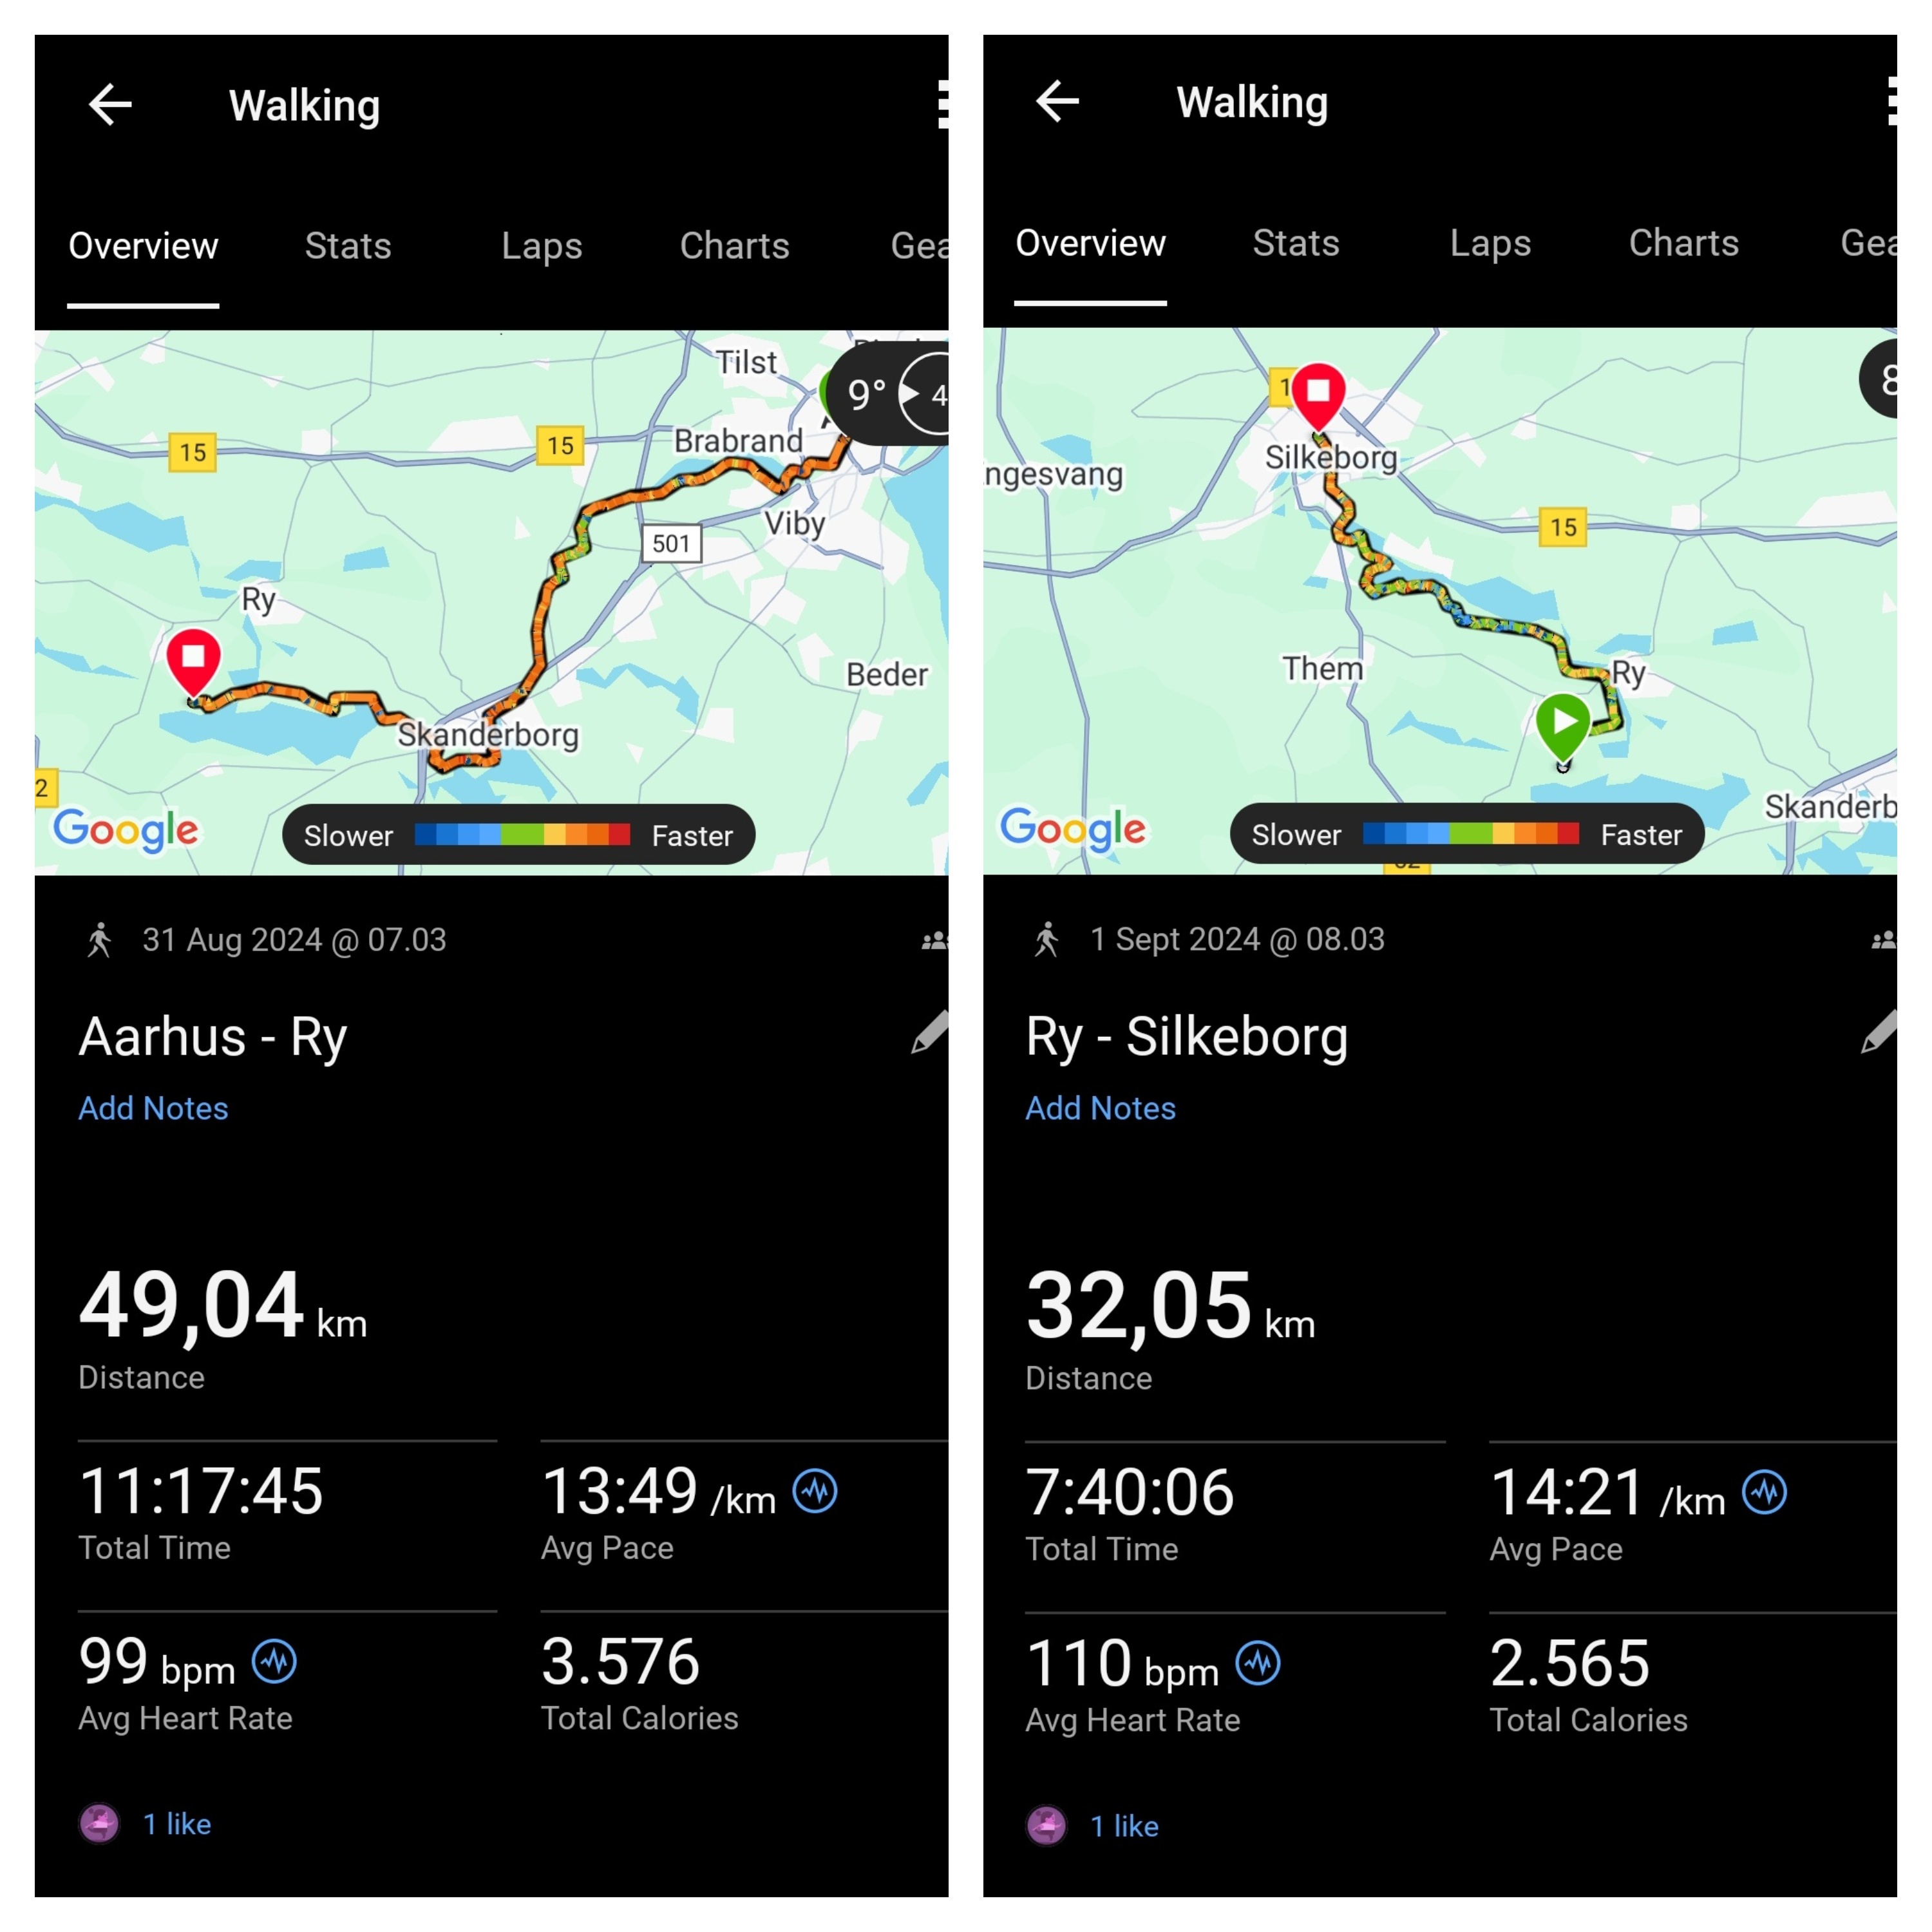 Walking
Overview Stats Laps Charts
Tilst
9° 4
15
15
Brabrand
Viby
501
Ry
Beder
Skanderborg
2
Google
Slower Faster
31 Aug 2024 @ 07.03
Aarhus - Ry
Add Notes
49,04 km
Distance
11:17:45
Total Time
13:49 /km
Avg Pace
99 bpm
Avg Heart Rate
3.576
Total Calories
1 like
Walking
Overview Stats Laps Charts
8
1
Silkeborg
ngesvang
15
Them
Ry
Skanderb
Google
Slower Faster
1 Sept 2024 @ 08.03
Ry - Silkeborg
Add Notes
32,05 km
Distance
7:40:06
Total Time
14:21 /km
Avg Pace
110 bpm
Avg Heart Rate
2.565
Total Calories
1 like